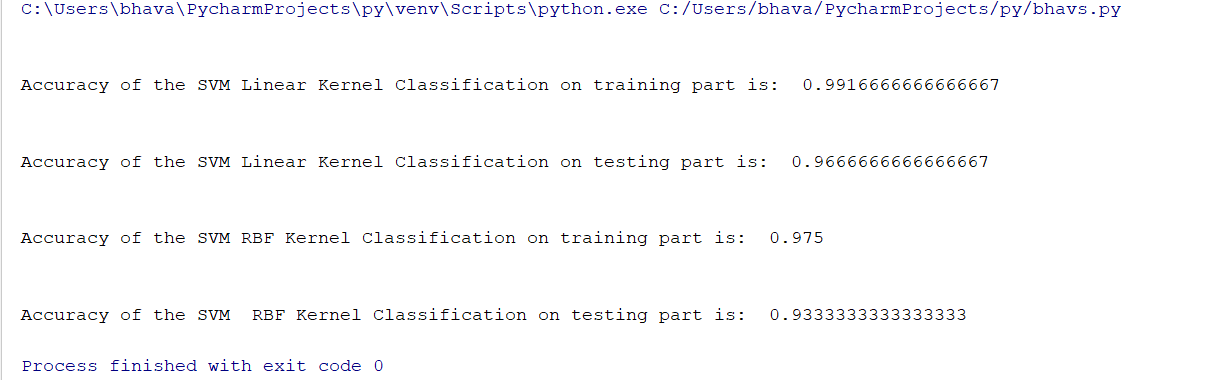 C:\Users\bhava\PycharmProjects\py\venv\Scripts\python.exe C:/Users/bhava/PycharmProjects/py/bhavs.py
Accuracy of the SVM Linear Kernel Classification on training part is:  0.9916666666666667
Accuracy of the SVM Linear Kernel Classification on testing part is:  0.9666666666666667
Accuracy of the SVM RBF Kernel Classification on training part is:  0.975
Accuracy of the SVM  RBF Kernel Classification on testing part is:  0.9333333333333333
Process finished with exit code 0